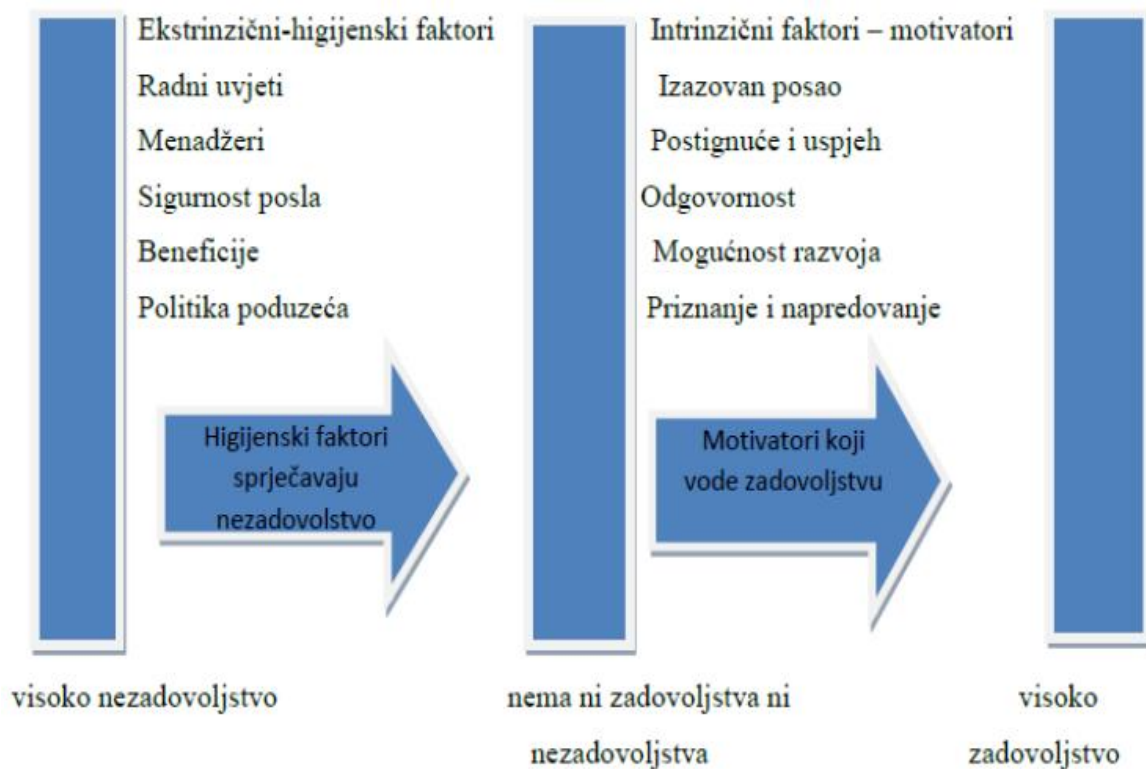 Ekstrinzični-higijenski faktori
Radni uvjeti
Menadžeri
Sigurnost posla
Beneficije
Politika poduzeća
Intrinzični faktori – motivatori
Izazovan posao
Postignuće i uspjeh
Odgovornost
Mogućnost razvoja
Priznanje i napredovanje
Higijenski faktori
sprječavaju
nezadovolstvo
Motivatori koji
vode zadovoljstvu
visoko nezadovoljstvo
nema ni zadovoljstva ni
nezadovoljstva
visoko
zadovoljstvo